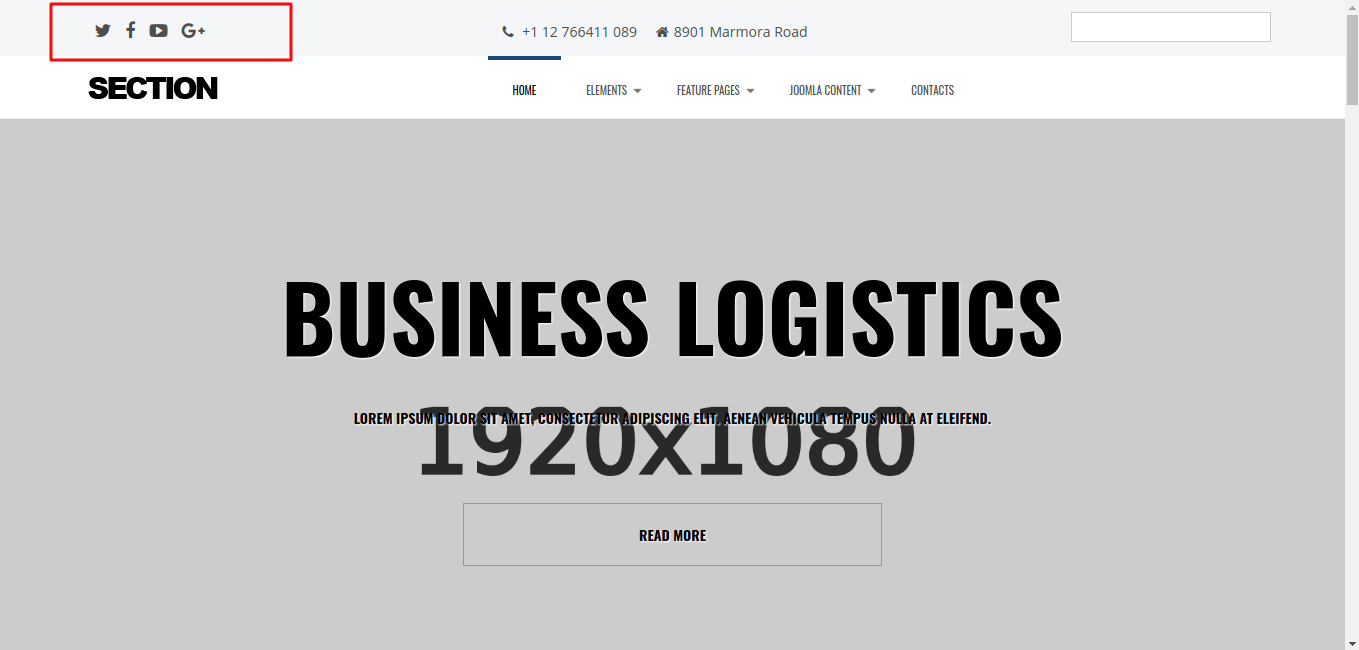 +1 12 766411 089 8901 Marmora Road
SECTION
HOME ELEMENTS FEATURE PAGES JOOMLA CONTENT CONTACTS
BUSINESS LOGISTICS
LOREM IPSUM DOLOR SIT AMET, CONSECTETUR ADIPISCING ELIT. AENEAN VEHICULA TEMPUS NULLA AT ELEIFEND.
1920x1080
READ MORE